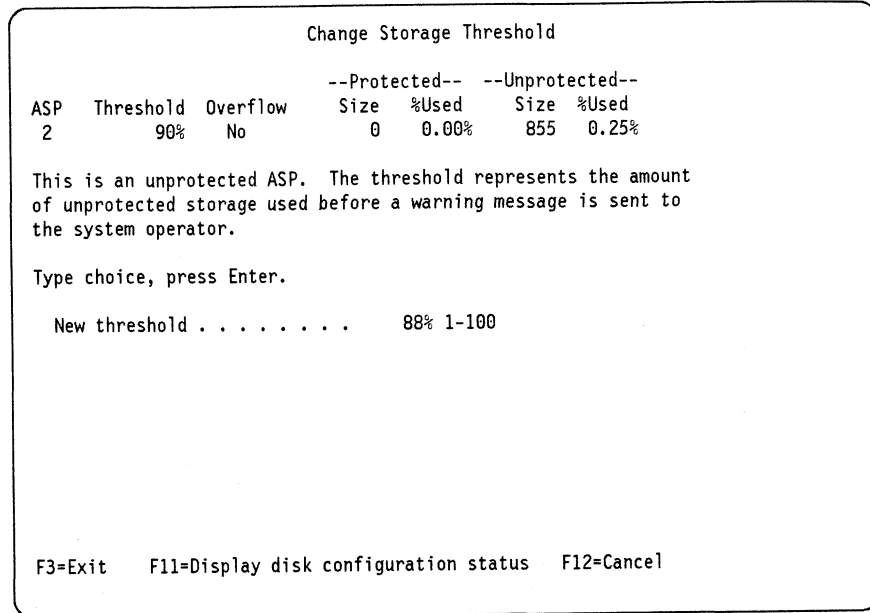 Change Storage Threshold
--Protected-- --Unprotected--
ASP Threshold Overflow Size %Used Size %Used
2 90% No 0 0.00% 855 0.25%
This is an unprotected ASP. The threshold represents the amount
of unprotected storage used before a warning message is sent to
the system operator.
Type choice, press Enter.
New threshold . . . . . . . . 88% 1-100
F3=Exit F11=Display disk configuration status F12=Cancel